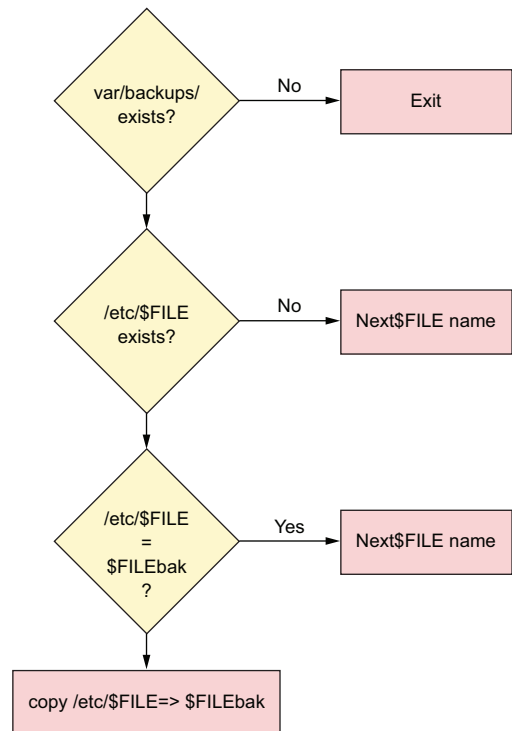 var/backups/
exists?
No
Exit
/etc/$FILE
exists?
No
Next$FILE name
/etc/$FILE
=
$FILEbak
?
Yes
Next$FILE name
copy /etc/$FILE=> $FILEbak